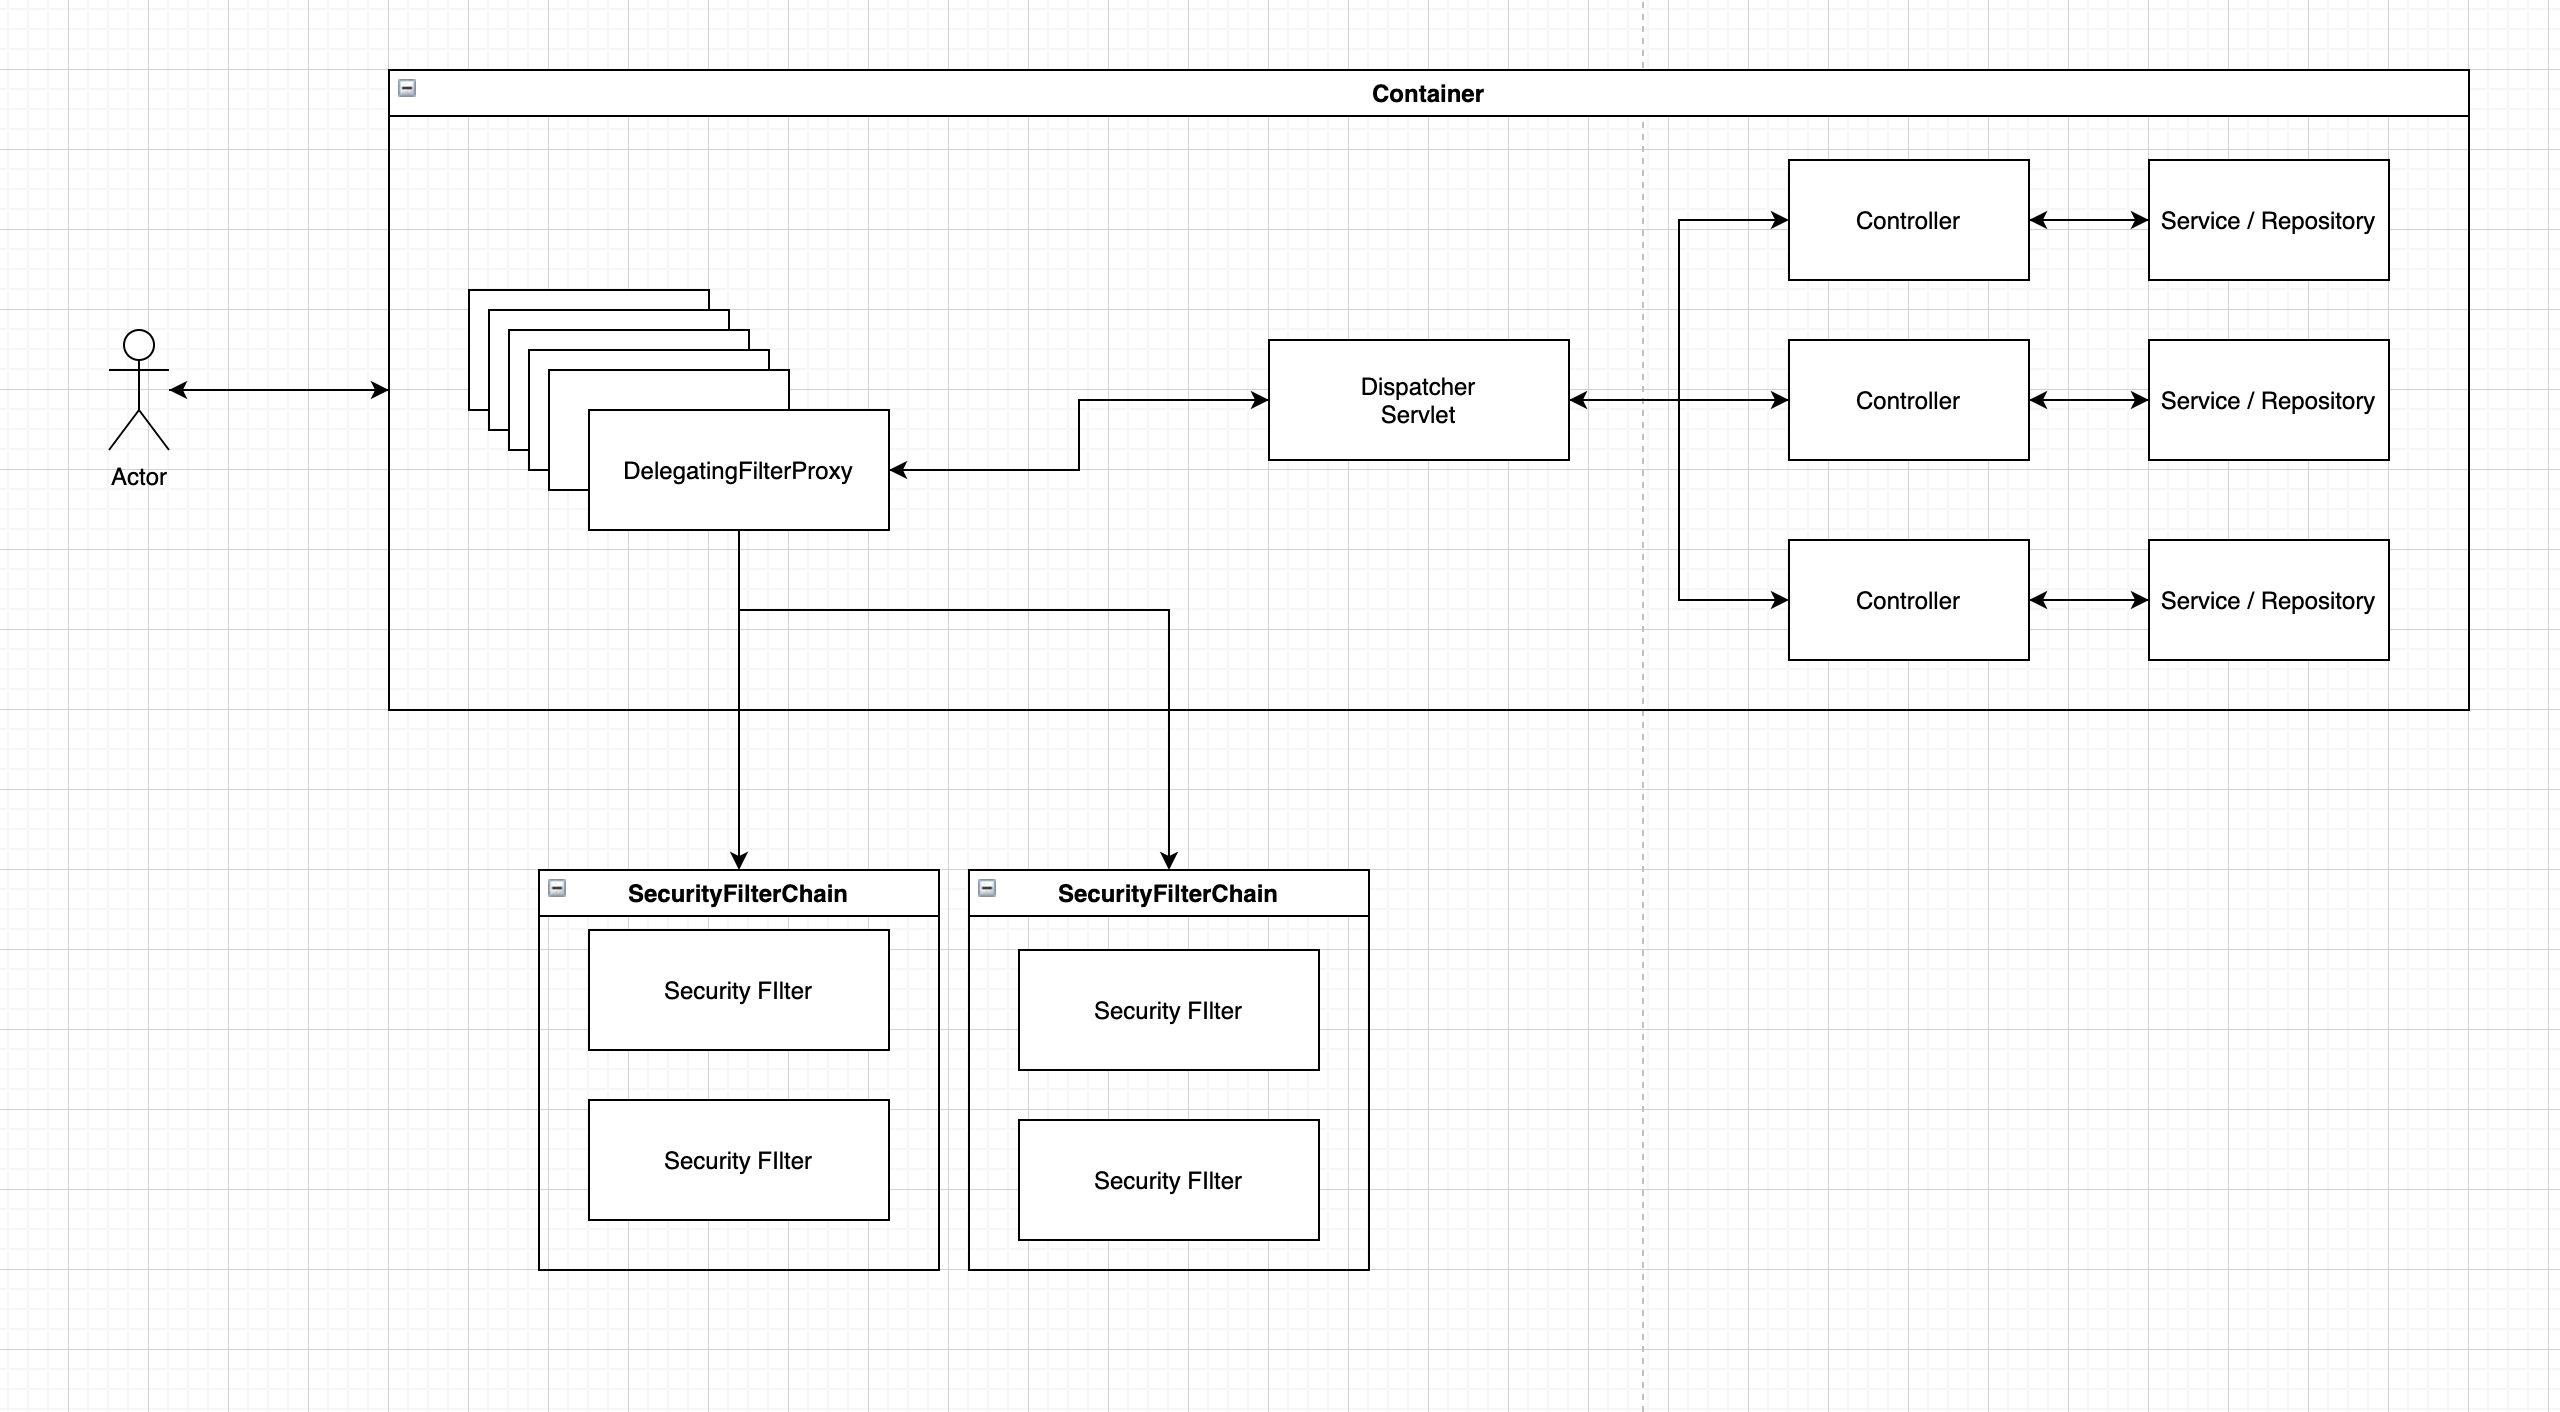 Container
Controller
Service / Repository
Actor
DelegatingFilterProxy
Dispatcher
Servlet
Controller
Service / Repository
Controller
Service / Repository
SecurityFilterChain
Security FIlter
Security FIlter
SecurityFilterChain
Security FIlter
Security FIlter